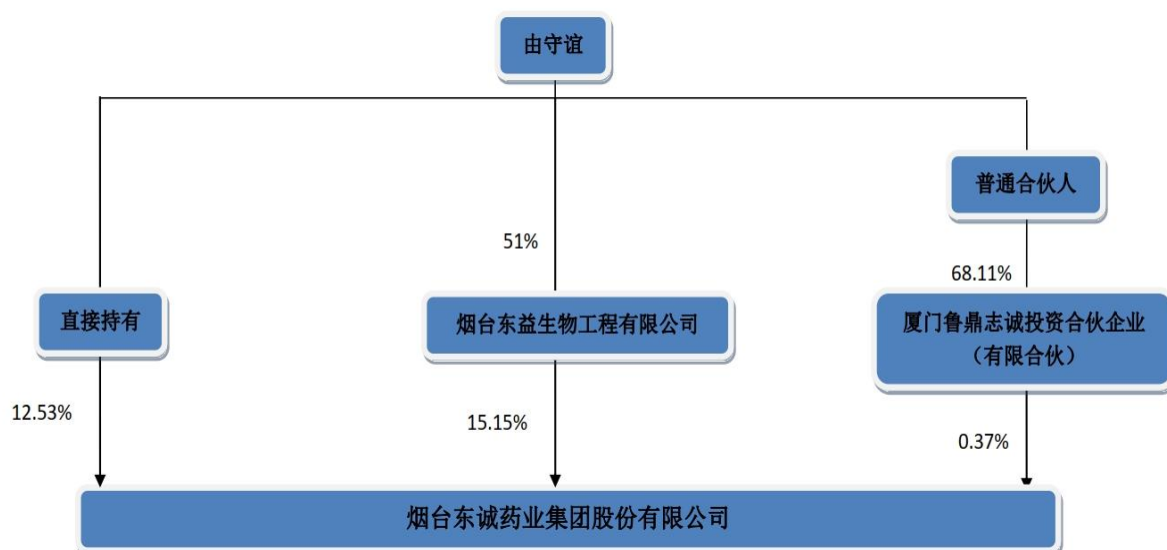 由守谊
普通合伙人
51%
68.11%
直接持有
烟台东益生物工程有限公司
厦门鲁鼎志诚投资合伙企业
（有限合伙）
12.53%
15.15%
0.37%
烟台东诚药业集团股份有限公司